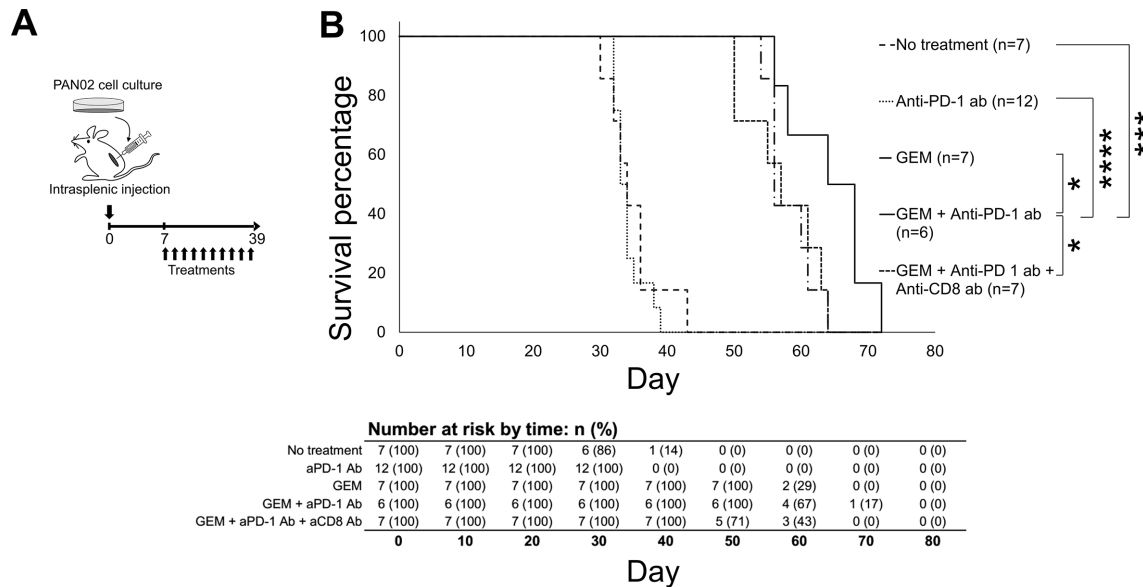 A
PAN02 cell culture
Intrasplenic injection
0 7 39
Treatments
B
Survival percentage
100
80
60
40
20
0
0 10 20 30 40 50 60 70 80
Day
No treatment (n=7)
Anti-PD-1 ab (n=12)
GEM (n=7)
GEM + Anti-PD-1 ab
(n=6)
GEM + Anti-PD 1 ab +
Anti-CD8 ab (n=7)
*
*
****
***
Number at risk by time: n (%)
No treatment 7 (100) 7 (100) 7 (100) 6 (86) 1 (14) 0 (0) 0 (0) 0 (0) 0 (0)
aPD-1 Ab 12 (100) 12 (100) 12 (100) 12 (100) 0 (0) 0 (0) 0 (0) 0 (0) 0 (0)
GEM 7 (100) 7 (100) 7 (100) 7 (100) 7 (100) 7 (100) 2 (29) 0 (0) 0 (0)
GEM + aPD-1 Ab 6 (100) 6 (100) 6 (100) 6 (100) 6 (100) 6 (100) 4 (67) 1 (17) 0 (0)
GEM + aPD-1 Ab + aCD8 Ab 7 (100) 7 (100) 7 (100) 7 (100) 7 (100) 5 (71) 3 (43) 0 (0) 0 (0)
0 10 20 30 40 50 60 70 80
Day